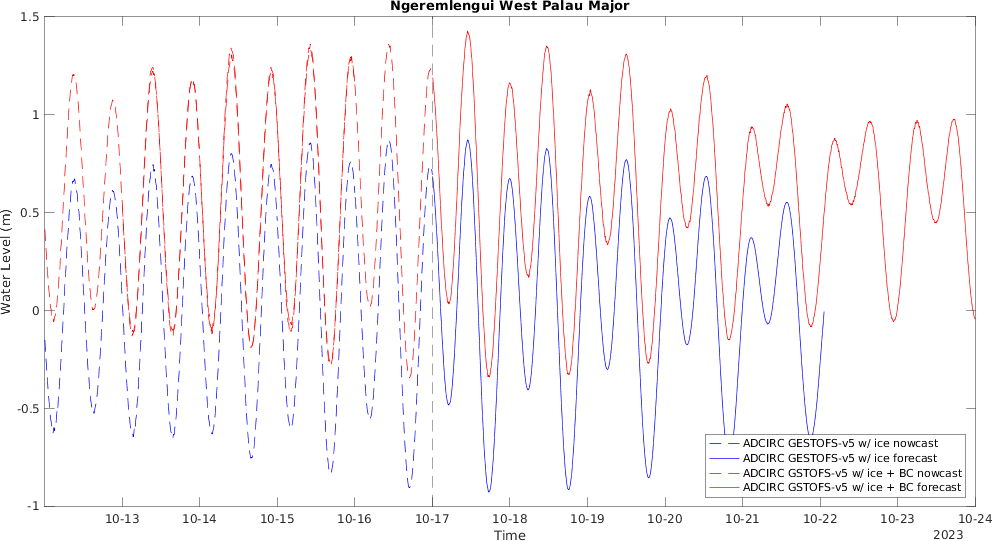 Ngeremlengui West Palau Major
1.5
1
0.5
0
-0.5
-1
Water Level (m)
10-13
10-14
10-15
10-16
10-17
10-18
10-19
10-20
10-21
10-22
10-23
10-24
Time
2023
ADCIRC GESTOFS-v5 w/ ice nowcast
ADCIRC GESTOFS-v5 w/ ice forecast
ADCIRC GSTOFS-v5 w/ ice + BC nowcast
ADCIRC GSTOFS-v5 w/ ice + BC forecast